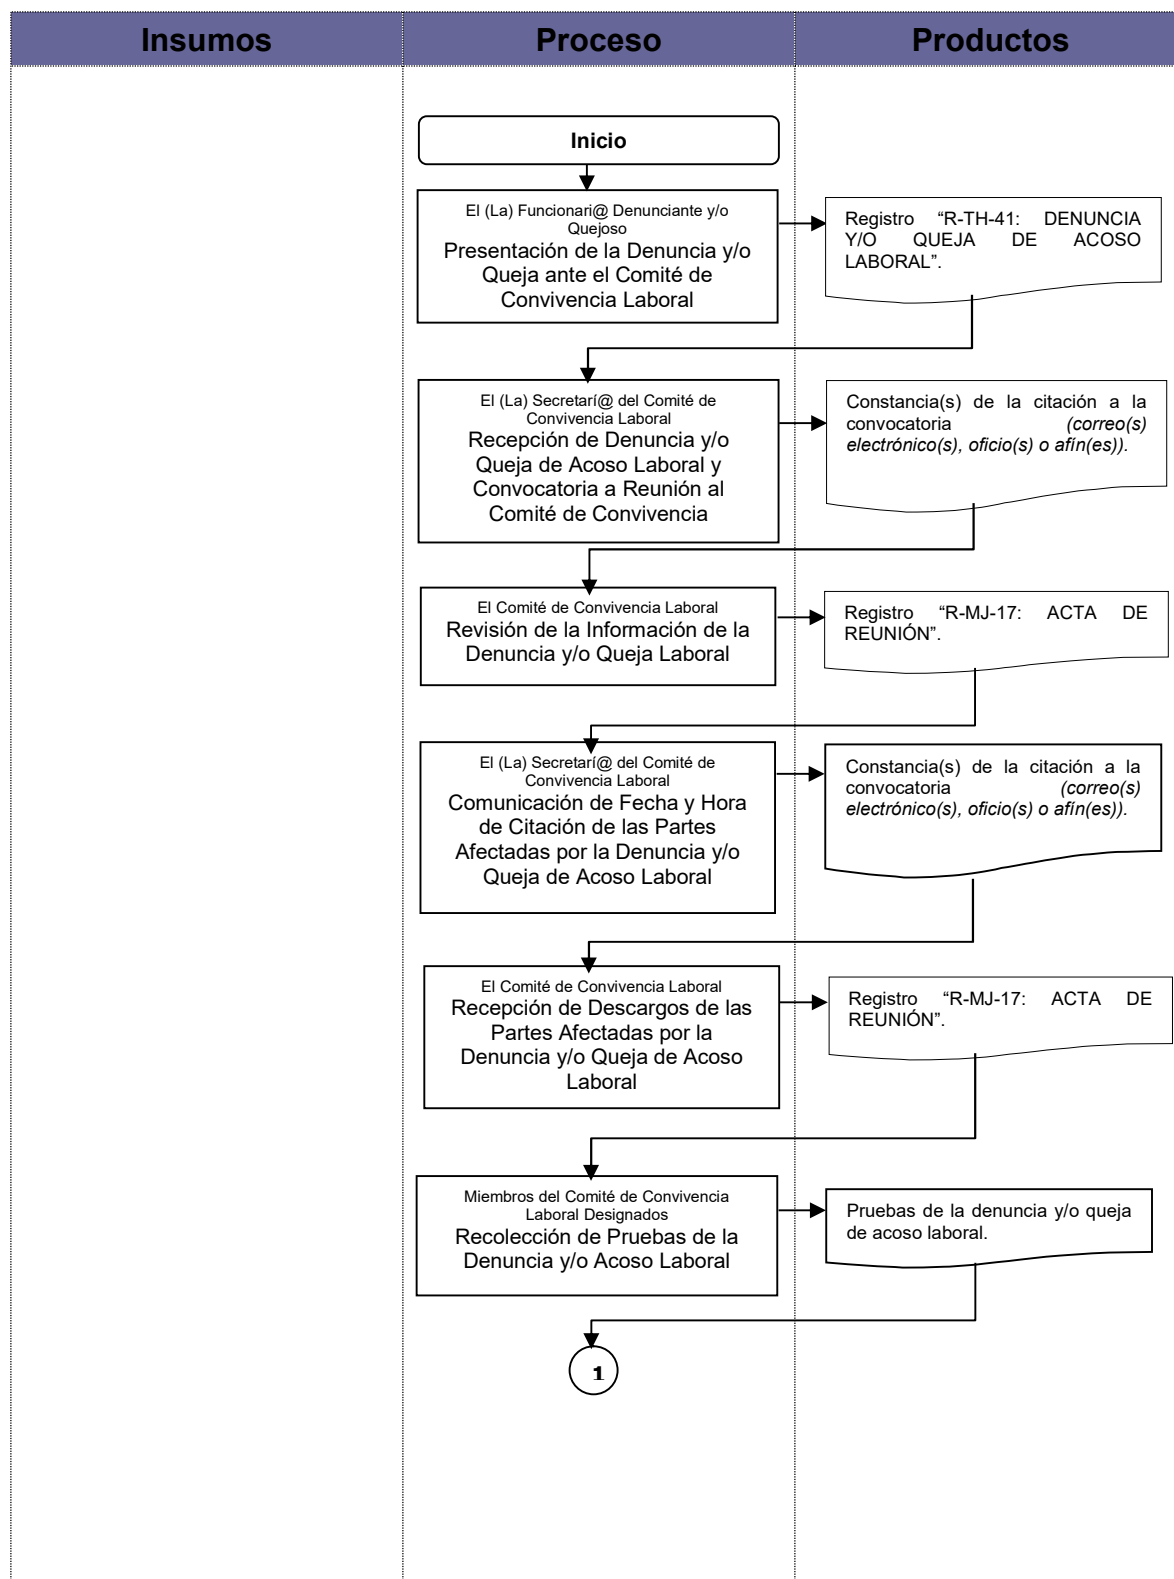 Insumos
Proceso
Productos
Inicio
El (La) Funcionari@ Denunciante y/o
Quejoso
Presentación de la Denuncia y/o
Queja ante el Comité de
Convivencia Laboral
Registro “R-TH-41: DENUNCIA
Y/O QUEJA DE ACOSO
LABORAL”.
El (La) Secretarí@ del Comité de
Convivencia Laboral
Recepción de Denuncia y/o
Queja de Acoso Laboral y
Convocatoria a Reunión al
Comité de Convivencia
Constancia(s) de la citación a la
convocatoria (correo(s)
electrónico(s), oficio(s) o afín(es)).
El Comité de Convivencia Laboral
Revisión de la Información de la
Denuncia y/o Queja Laboral
Registro “R-MJ-17: ACTA DE
REUNIÓN”.
El (La) Secretarí@ del Comité de
Convivencia Laboral
Comunicación de Fecha y Hora
de Citación de las Partes
Afectadas por la Denuncia y/o
Queja de Acoso Laboral
Constancia(s) de la citación a la
convocatoria (correo(s)
electrónico(s), oficio(s) o afín(es)).
El Comité de Convivencia Laboral
Recepción de Descargos de las
Partes Afectadas por la
Denuncia y/o Queja de Acoso
Laboral
Registro “R-MJ-17: ACTA DE
REUNIÓN”.
Miembros del Comité de Convivencia
Laboral Designados
Recolección de Pruebas de la
Denuncia y/o Acoso Laboral
Pruebas de la denuncia y/o queja
de acoso laboral.
1